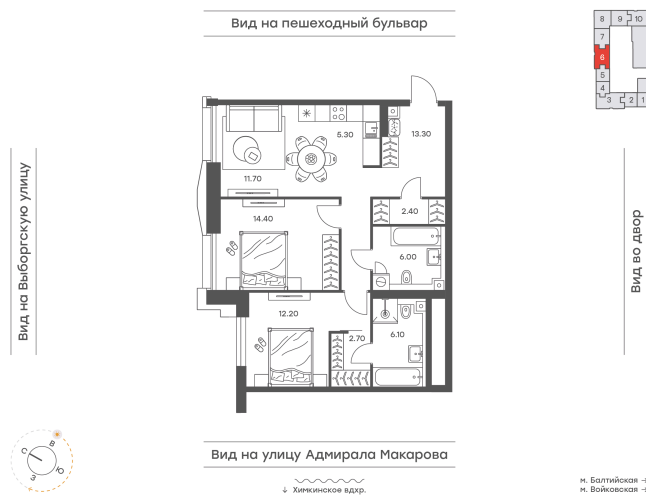 Вид на пешеходный бульвар
8 9 10
7
6
5
4
3 2 1
5.30
13.30
11.70
2.40
14.40
6.00
12.20
2.70
6.10
Вид на Выборгскую улицу
Вид во двор
Вид на улицу Адмирала Макарова
↓ Химкинское вдхр.
С В Ю З
м. Балтийская
м. Войковская